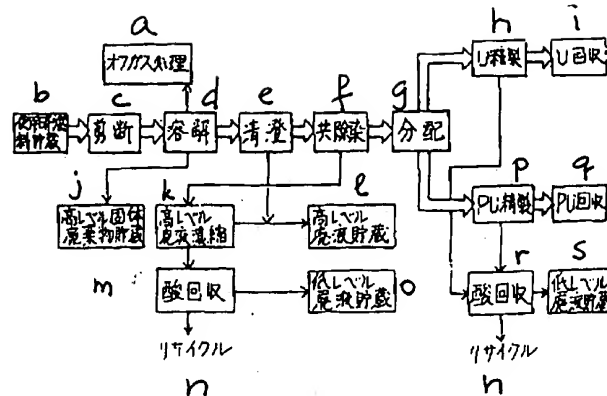 a
h
i
オフガス処理
U精製
U回収
b
c
d
e
f
g
使用済燃
料貯蔵
剪断
溶解
清澄
共除染
分配
j
k
l
p
q
高レベル固体
廃棄物貯蔵
高レベル
廃液濃縮
高レベル
廃液貯蔵
Pu精製
Pu回収
m
酸回収
低レベル
廃液貯蔵
o
r
s
酸回収
低レベル
廃液貯蔵
リサイクル
リサイクル
n
n